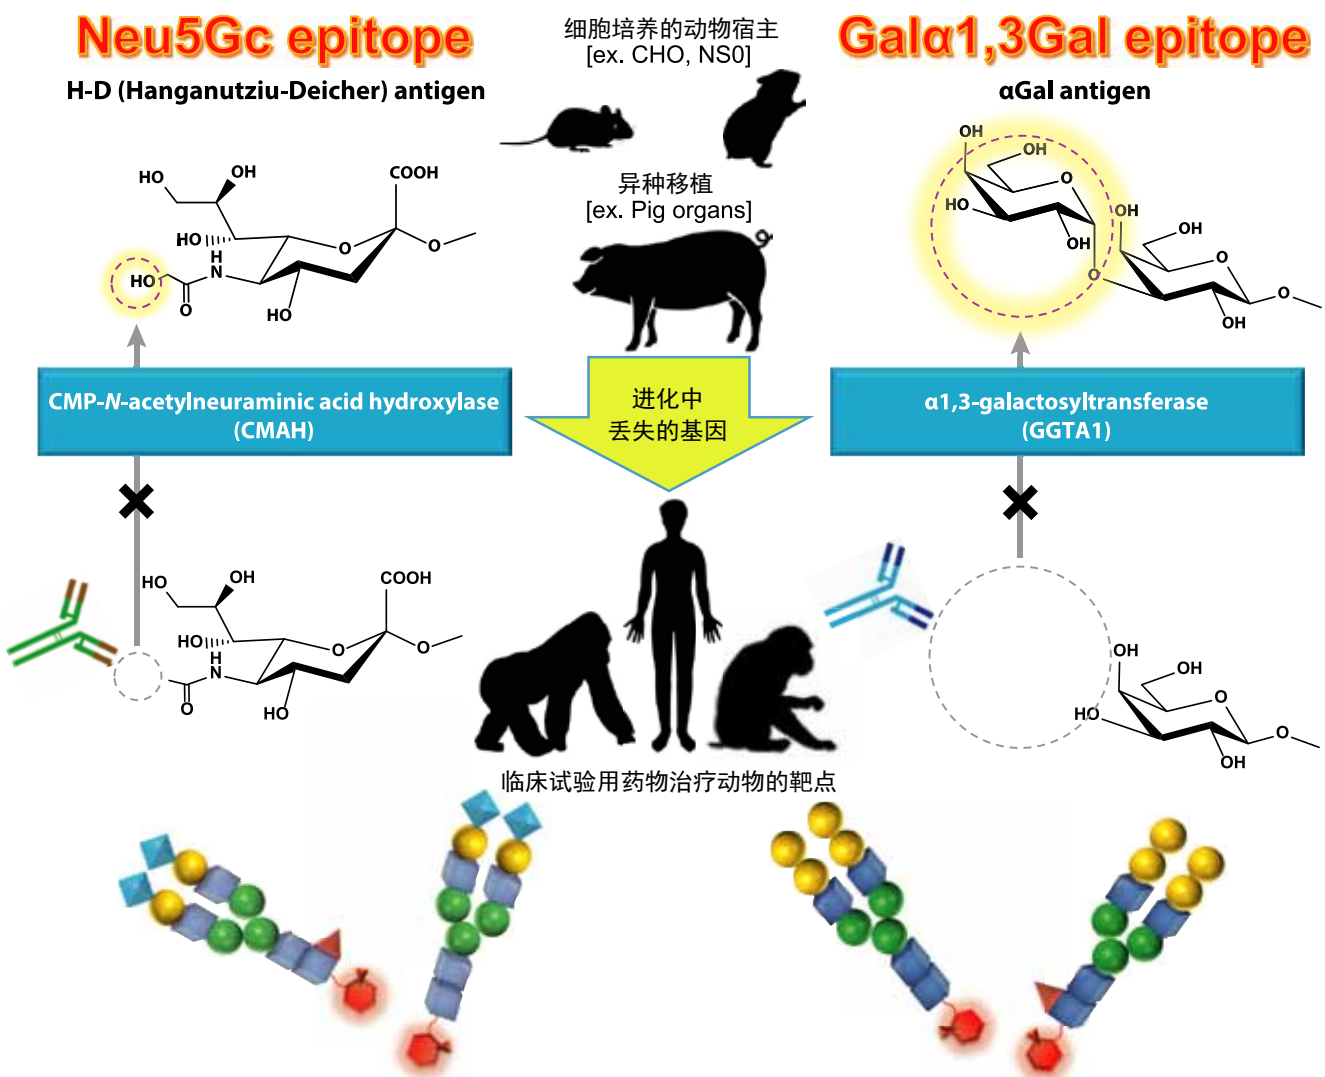 Neu5Gc epitope
H-D (Hanganutziu-Deicher) antigen
细胞培养的动物宿主
[ex. CHO, NS0]
异种移植
[ex. Pig organs]
Galα1,3Gal epitope
αGal antigen
HO
OH
COOH
HO
H
N
HO
O
O
O
HO
OH
OH
O
HO
OH
OH
OH
O
O
O
OH
CMP-N-acetylneuraminic acid hydroxylase
(CMAH)
进化中
丢失的基因
α1,3-galactosyltransferase
(GGTA1)
HO
OH
COOH
HO
H
N
O
O
O
HO
OH
OH
HO
O
O
OH
临床试验用药物治疗动物的靶点